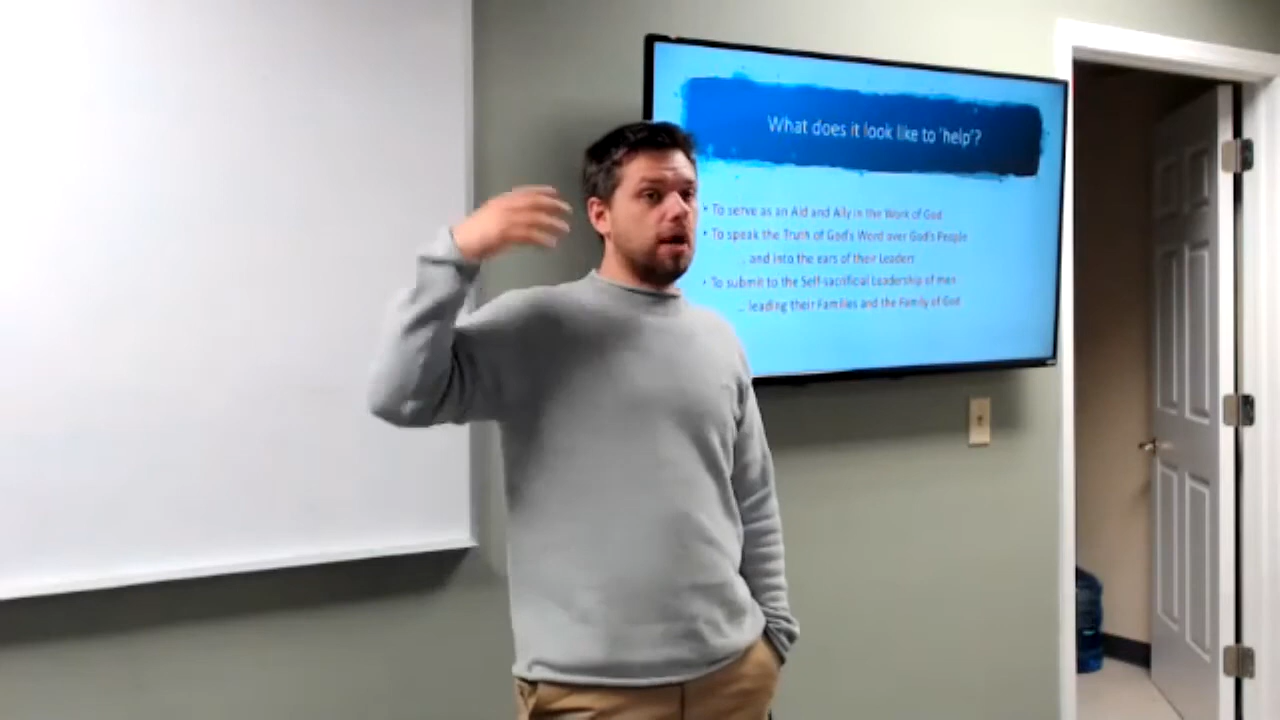 What does it look like to 'help'?
• To serve as an Aid and Ally in the Work of God
• To speak the Truth of God's Word over God's People
... and into the ears of their Leaders
• To submit to the Self-sacrificial Leadership of men
... leading their Families and the Family of God